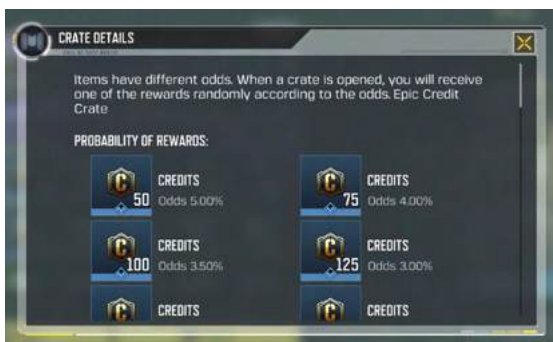 CRATE DETAILS
Items have different odds. When a crate is opened, you will receive
one of the rewards randomly according to the odds. Epic Credit
Crate
PROBABILITY OF REWARDS:
CREDITS
50 Odds 5.00%
CREDITS
75 Odds 4.00%
CREDITS
100 Odds 3.50%
CREDITS
125 Odds 3.00%
CREDITS
CREDITS